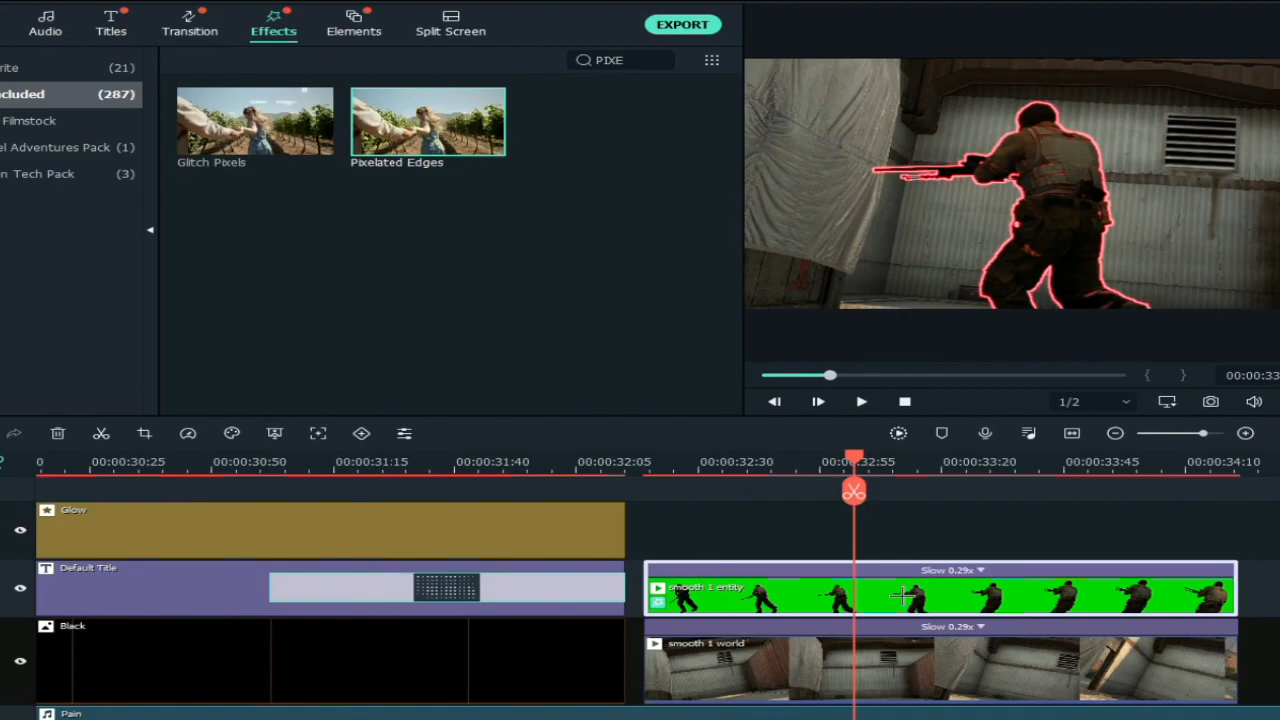 Audio Titles Transition Effects Elements Split Screen EXPORT
rite (21) PIXE
cluded (287)
Filmstock
el Adventures Pack (1)
n Tech Pack (3)
Glitch Pixels Pixelated Edges
{ } 00:00:33
1/2
0 00:00:30:25 00:00:30:50 00:00:31:15 00:00:31:40 00:00:32:05 00:00:32:30 00:00:32:55 00:00:33:20 00:00:33:45 00:00:34:10
Glow
Default Title
Slow 0.29x
smooth 1 entity
Black
Slow 0.29x
smooth 1 world
Pain